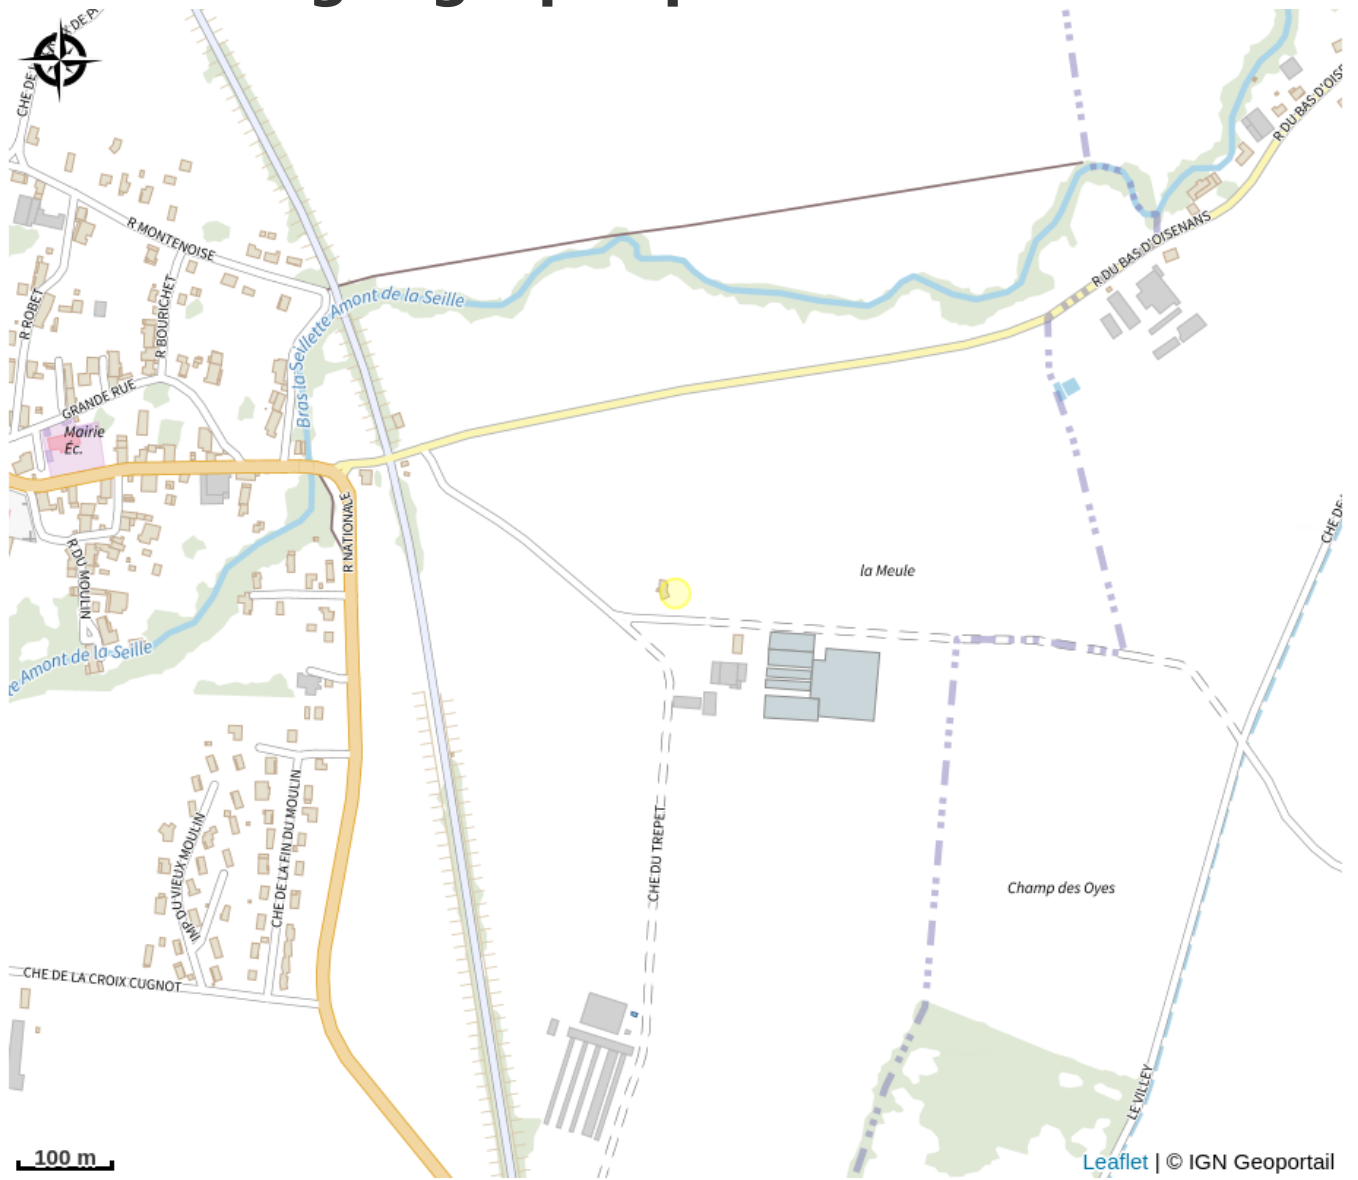 CHE DE L
R MONTENOISE
R ROBET
R BOURICHET
GRANDE RUE
Mairie
Éc.
Bras la Seillette Amont de la Seille
R DU BAS D'OISENANS
R DU BAS D'OIS
R NATIONALE
R DU MOULIN
te Amont de la Seille
la Meule
CHE DE
CHE DU TREPET
IMP DU VIEUX MOULIN
CHE DE LA FIN DU MOULIN
Champ des Oyes
CHE DE LA CROIX CUGNOT
LE VILLEY
100 m
Leaflet | © IGN Geoportail